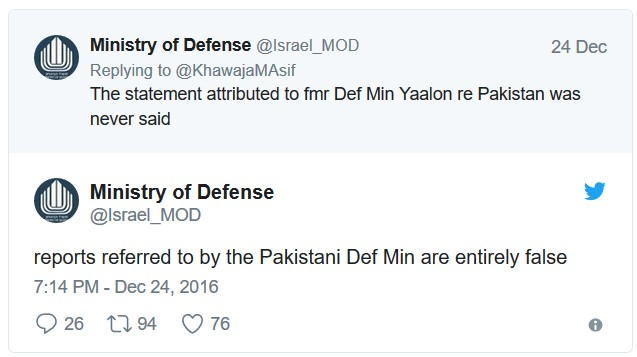 Ministry of Defense @Israel_MOD 24 Dec
Replying to @KhawajaMAsif
The statement attributed to fmr Def Min Yaalon re Pakistan was
never said
Ministry of Defense
@Israel_MOD
reports referred to by the Pakistani Def Min are entirely false
7:14 PM - Dec 24, 2016
26 94 76